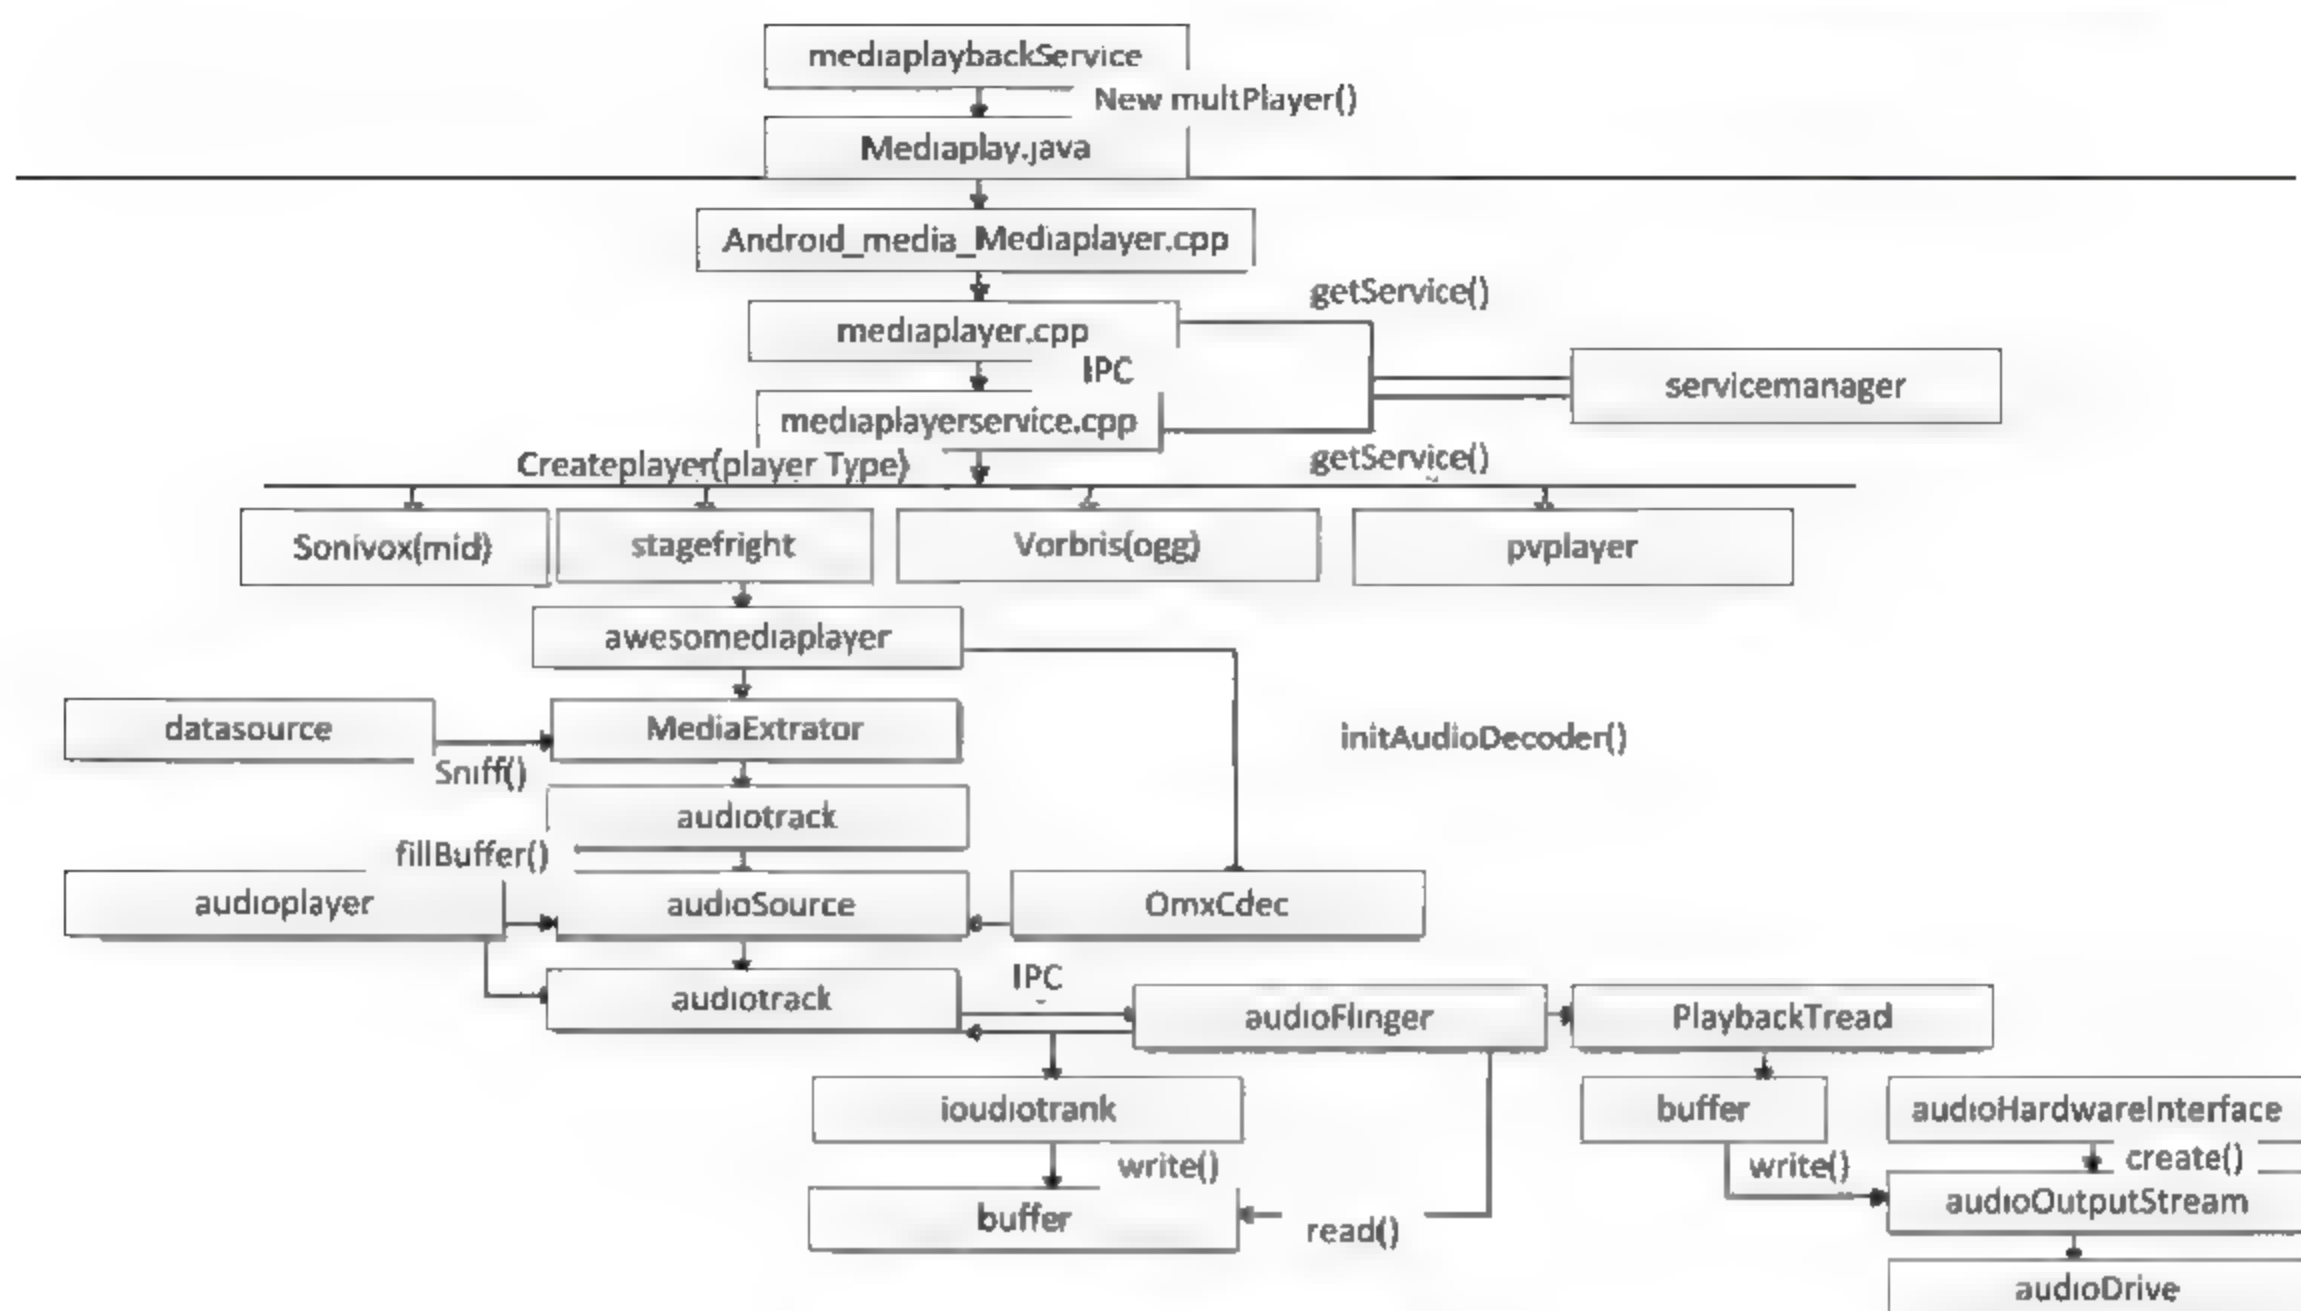 mediaplaybackService
New multPlayer()
Mediaplay.java
Android_media_Mediaplayer.cpp
getService()
mediaplayer.cpp
IPC
servicemanager
mediaplayerservice.cpp
Createplayer(player Type)
getService()
Sonivox(mid)
stagefright
Vorbris(ogg)
pvplayer
awesomediaplayer
datasource
MediaExtrator
initAudioDecoder()
Sniff()
audiotrack
fillBuffer()
audioplayer
audioSource
OmxCdec
IPC
audiotrack
audioFlinger
PlaybackTread
ioudiotrank
buffer
audioHardwareInterface
write()
write()
create()
buffer
read()
audioOutputStream
audioDrive